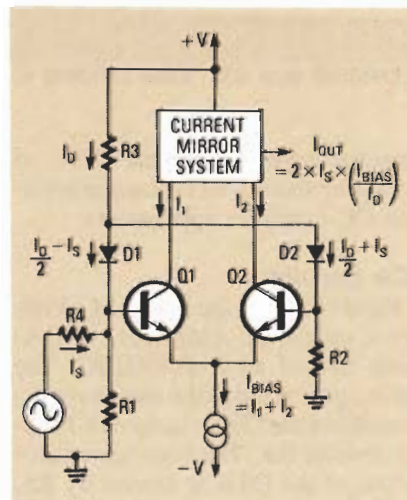 +V
CURRENT
MIRROR
SYSTEM
I_OUT
= 2 × I_S × (I_BIAS / I_D)
I_D
R3
I_1
I_2
I_D/2 − I_S
D1
D2
I_D/2 + I_S
Q1
Q2
R4
I_S
R1
R2
I_BIAS
= I_1 + I_2
−V